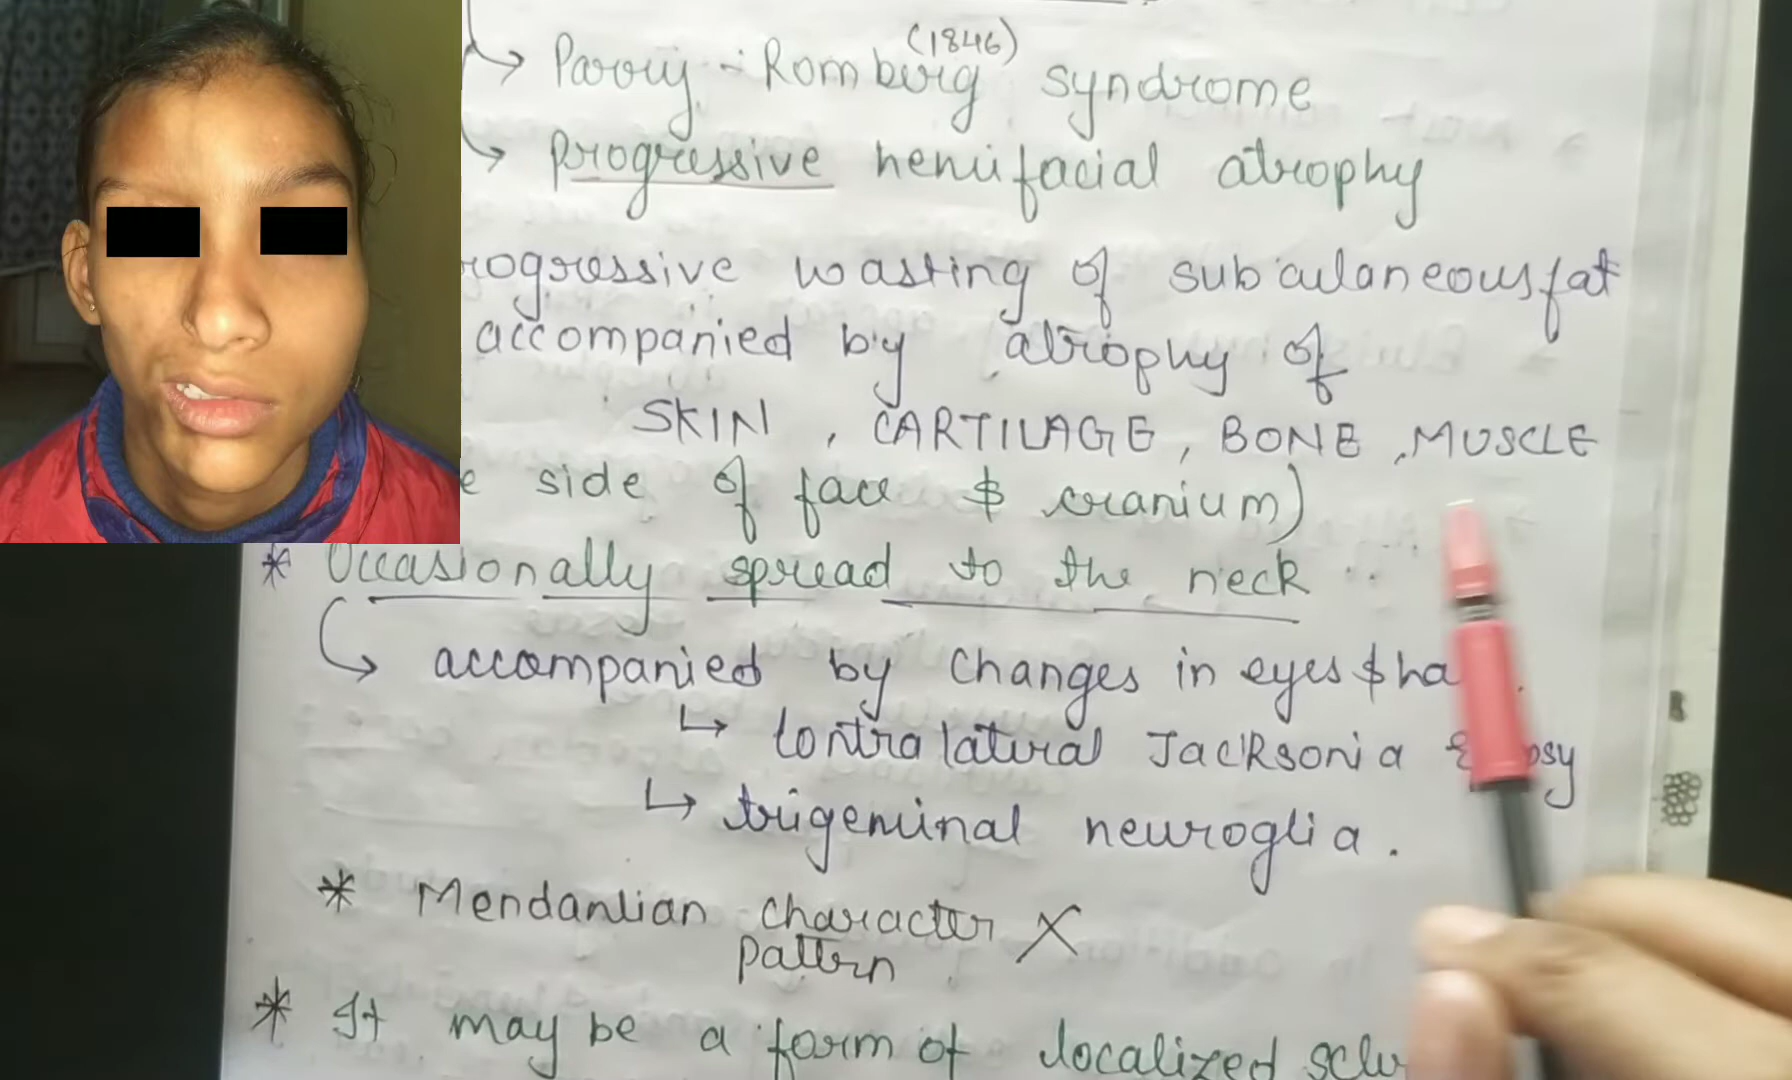 (1846)
Parry - Romberg syndrome
progressive hemifacial atrophy
rogressive wasting of subcutaneous fat
accompanied by atrophy of
SKIN, CARTILAGE, BONE, MUSCLE
e side of face & cranium)
* Occasionally spread to the neck
accompanied by changes in eyes & ha
contralateral Jacksonia
trigeminal neuroglia.
* Mendanlian character X
pattern
* It may be a form of localized scle